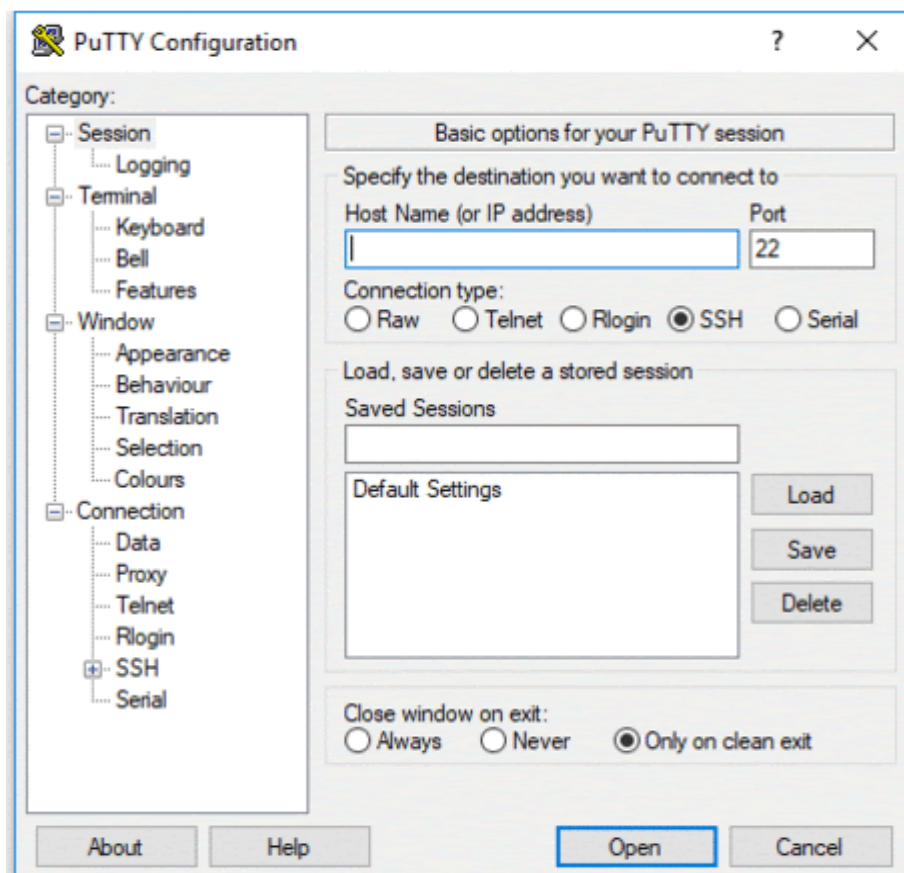 PuTTY Configuration
?
Category:
Session
Logging
Terminal
Keyboard
Bell
Features
Window
Appearance
Behaviour
Translation
Selection
Colours
Connection
Data
Proxy
Telnet
Rlogin
SSH
Serial
Basic options for your PuTTY session
Specify the destination you want to connect to
Host Name (or IP address) Port
22
Connection type:
Raw Telnet Rlogin SSH Serial
Load, save or delete a stored session
Saved Sessions
Default Settings
Load
Save
Delete
Close window on exit:
Always Never Only on clean exit
About Help Open Cancel